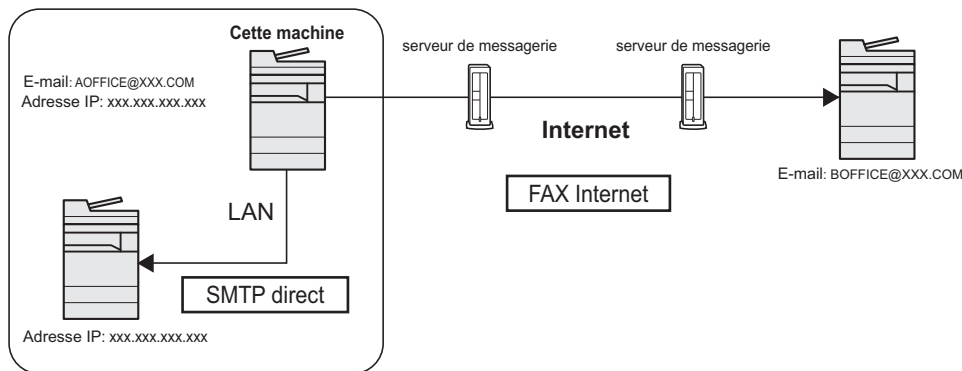 Cette machine
serveur de messagerie
serveur de messagerie
E-mail: AOFFICE@XXX.COM
Adresse IP: xxx.xxx.xxx.xxx
Internet
E-mail: BOFFICE@XXX.COM
FAX Internet
LAN
SMTP direct
Adresse IP: xxx.xxx.xxx.xxx